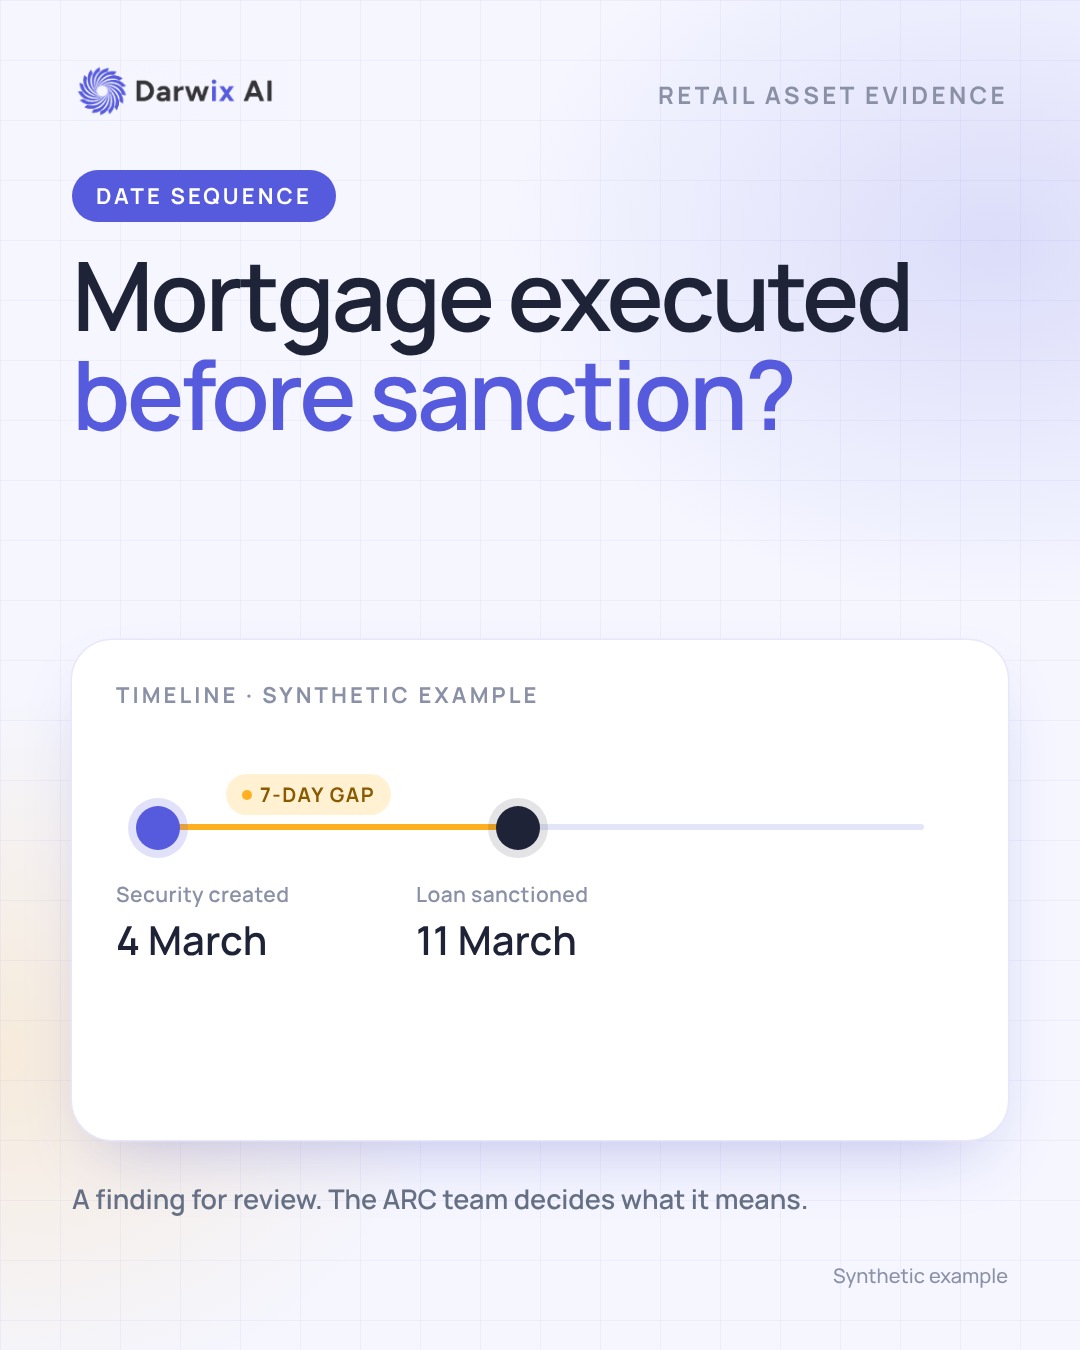 Darwix AI
RETAIL ASSET EVIDENCE
DATE SEQUENCE
Mortgage executed
before sanction?
TIMELINE · SYNTHETIC EXAMPLE
7-DAY GAP
Security created
4 March
Loan sanctioned
11 March
A finding for review. The ARC team decides what it means.
Synthetic example